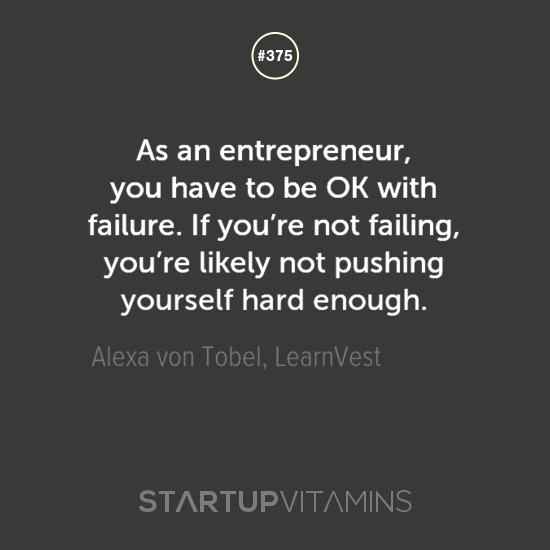 #375
As an entrepreneur,
you have to be OK with
failure. If you’re not failing,
you’re likely not pushing
yourself hard enough.
Alexa von Tobel, LearnVest
STARTUPVITAMINS